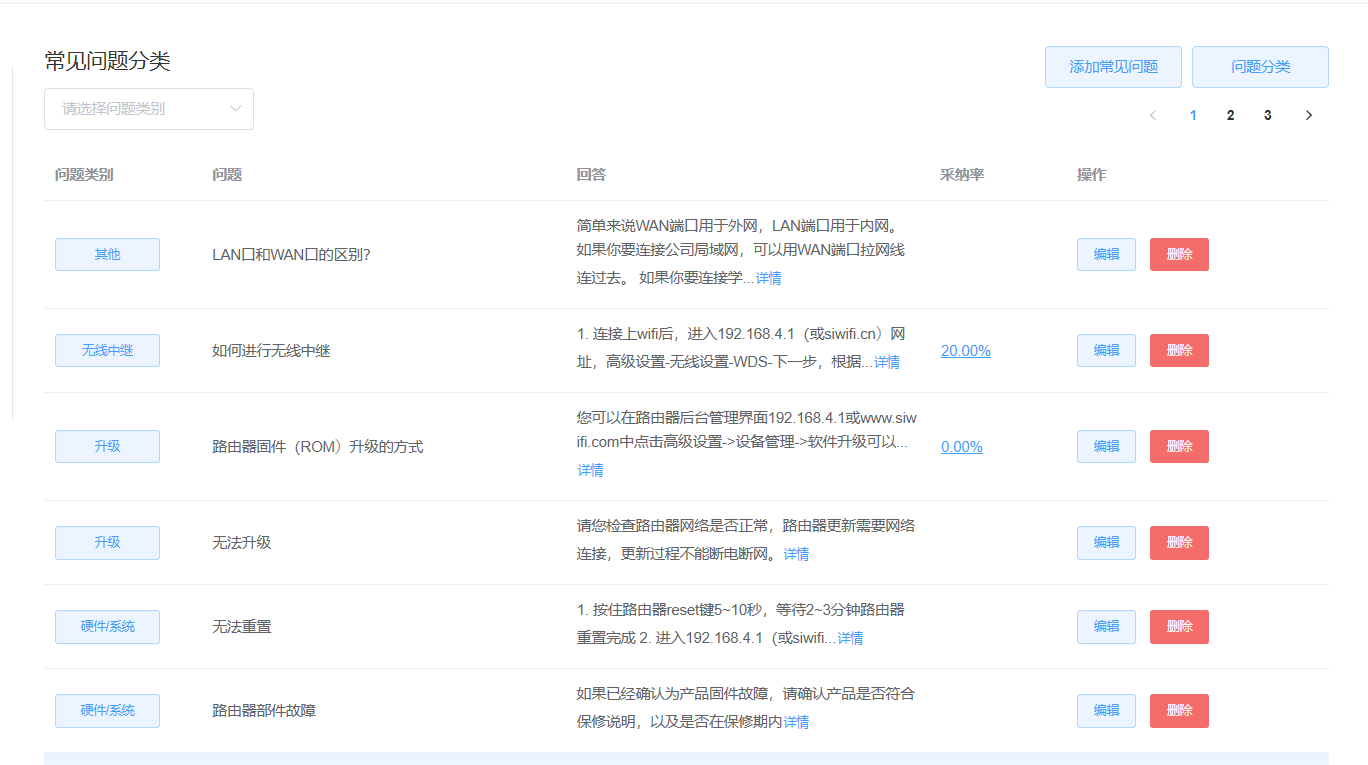 常见问题分类
添加常见问题
问题分类
请选择问题类别
1 2 3
问题类别 问题 回答 采纳率 操作
简单来说WAN端口用于外网，LAN端口用于内网。
其他 LAN口和WAN口的区别? 如果你要连接公司局域网，可以用WAN端口拉网线 编辑 删除
连过去。 如果你要连接学...详情
1. 连接上wifi后，进入192.168.4.1（或siwifi.cn）网
无线中继 如何进行无线中继 20.00% 编辑 删除
址，高级设置-无线设置-WDS-下一步，根据...详情
您可以在路由器后台管理界面192.168.4.1或www.siw
升级 路由器固件（ROM）升级的方式 ifi.com中点击高级设置->设备管理->软件升级可以... 0.00% 编辑 删除
详情
请您检查路由器网络是否正常，路由器更新需要网络
升级 无法升级 编辑 删除
连接，更新过程不能断电断网。详情
1. 按住路由器reset键5~10秒，等待2~3分钟路由器
硬件/系统 无法重置 编辑 删除
重置完成 2. 进入192.168.4.1（或siwifi...详情
如果已经确认为产品固件故障，请确认产品是否符合
硬件/系统 路由器部件故障 编辑 删除
保修说明，以及是否在保修期内详情